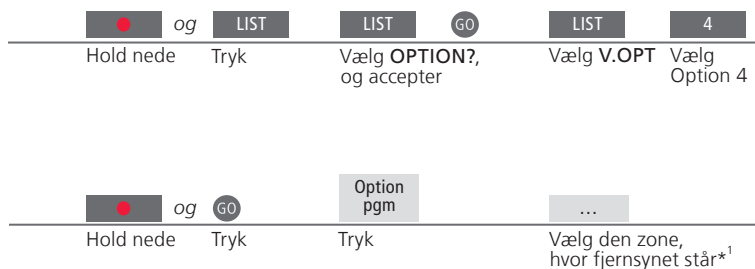 og LIST LIST GO LIST 4
Hold nede Tryk Vælg OPTION?, Vælg V.OPT Vælg
og accepter Option 4
Option
og GO pgm ...
Hold nede Tryk Tryk Vælg den zone,
hvor fjernsynet står*1